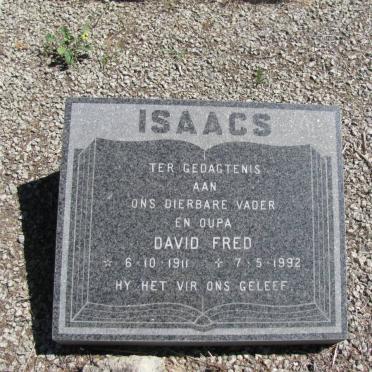 ISAACS
TER GEDAGTENIS
AAN
ONS DIERBARE VADER
EN OUPA
DAVID FRED
☆ 6·10·1911 ✢ 7·5·1992
HY HET VIR ONS GELEEF.